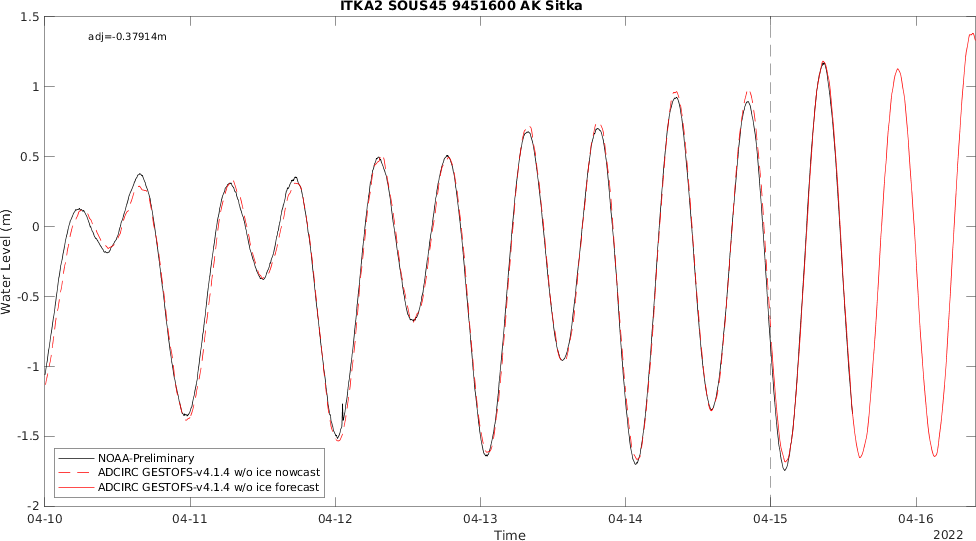 ITKA2 SOUS45 9451600 AK Sitka
adj=-0.37914m
1.5
1
0.5
0
-0.5
-1
-1.5
-2
Water Level (m)
NOAA-Preliminary
ADCIRC GESTOFS-v4.1.4 w/o ice nowcast
ADCIRC GESTOFS-v4.1.4 w/o ice forecast
04-10 04-11 04-12 04-13 04-14 04-15 04-16
Time
2022